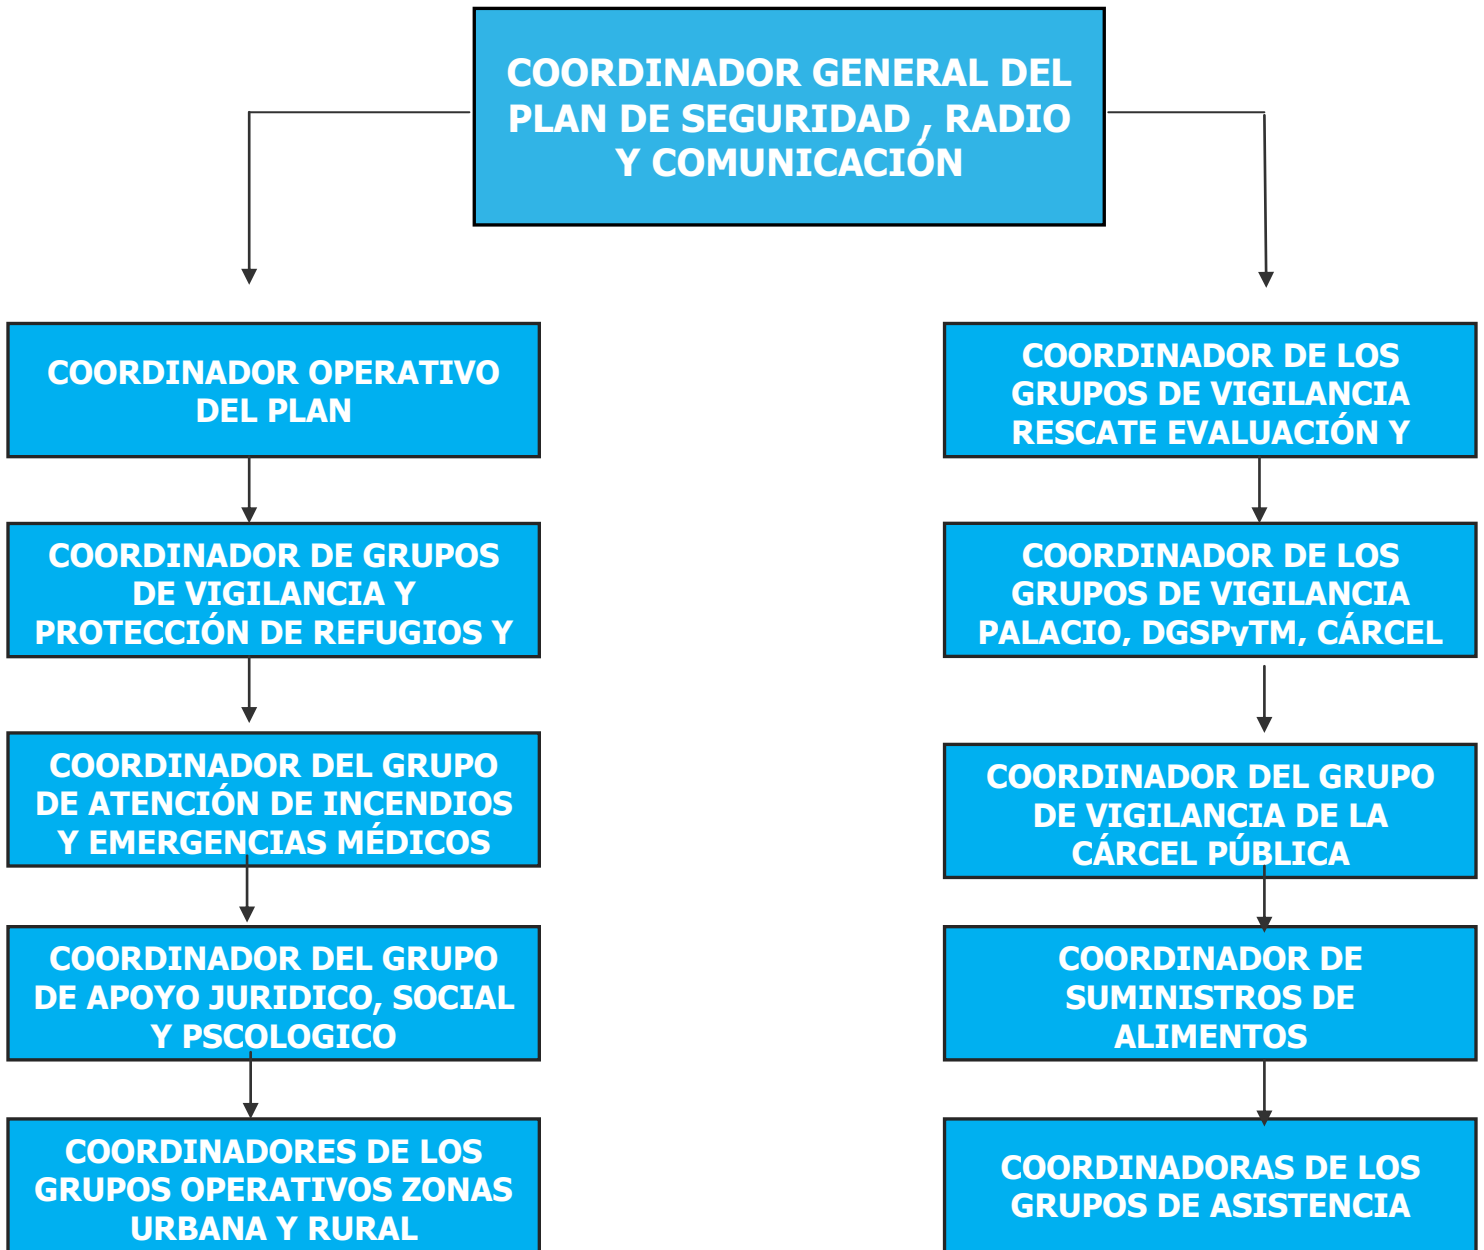 COORDINADOR GENERAL DEL
PLAN DE SEGURIDAD , RADIO
Y COMUNICACIÓN
COORDINADOR OPERATIVO
DEL PLAN
COORDINADOR DE GRUPOS
DE VIGILANCIA Y
PROTECCIÓN DE REFUGIOS Y
COORDINADOR DEL GRUPO
DE ATENCIÓN DE INCENDIOS
Y EMERGENCIAS MÉDICOS
COORDINADOR DEL GRUPO
DE APOYO JURIDICO, SOCIAL
Y PSCOLOGICO
COORDINADORES DE LOS
GRUPOS OPERATIVOS ZONAS
URBANA Y RURAL
COORDINADOR DE LOS
GRUPOS DE VIGILANCIA
RESCATE EVALUACIÓN Y
COORDINADOR DE LOS
GRUPOS DE VIGILANCIA
PALACIO, DGSPyTM, CÁRCEL
COORDINADOR DEL GRUPO
DE VIGILANCIA DE LA
CÁRCEL PÚBLICA
COORDINADOR DE
SUMINISTROS DE
ALIMENTOS
COORDINADORAS DE LOS
GRUPOS DE ASISTENCIA